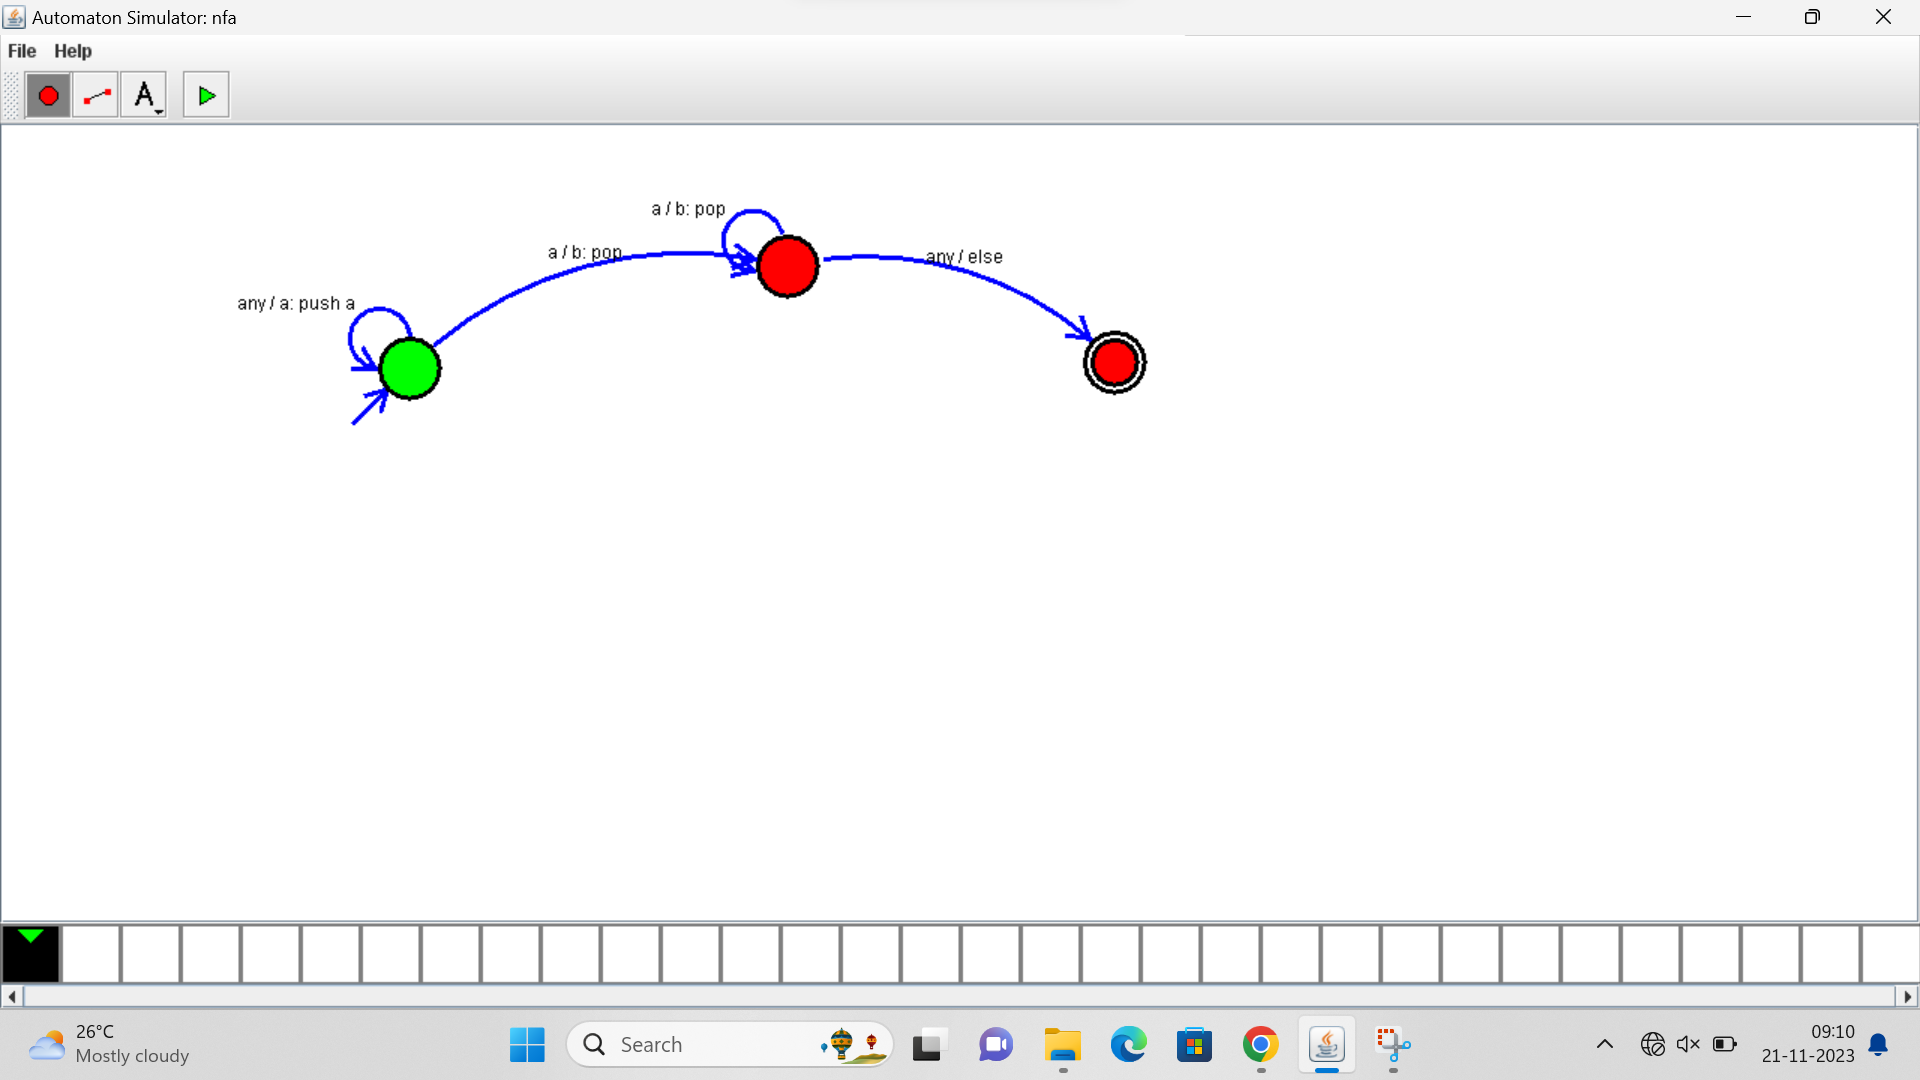 Automaton Simulator: nfa
File Help
A
a / b: pop
a / b: pop
any / else
any / a: push a
26°C
Mostly cloudy
Search
09:10
21-11-2023